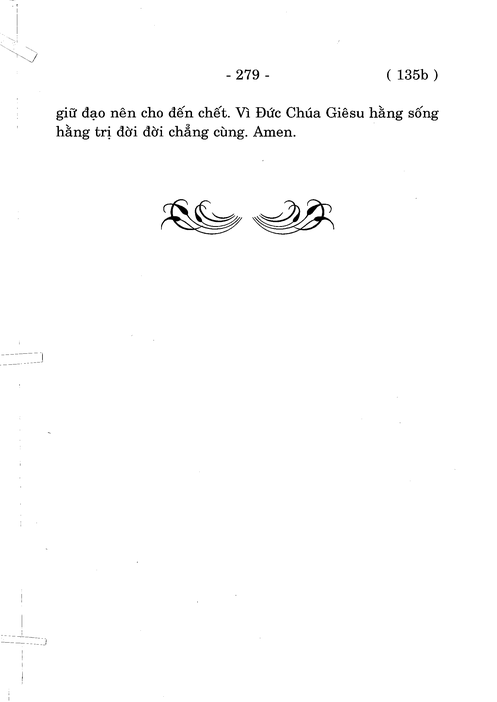 - 279 - ( 135b )
giữ đạo nên cho đến chết. Vì Đức Chúa Giêsu hằng sống
hằng trị đời đời chẳng cùng. Amen.